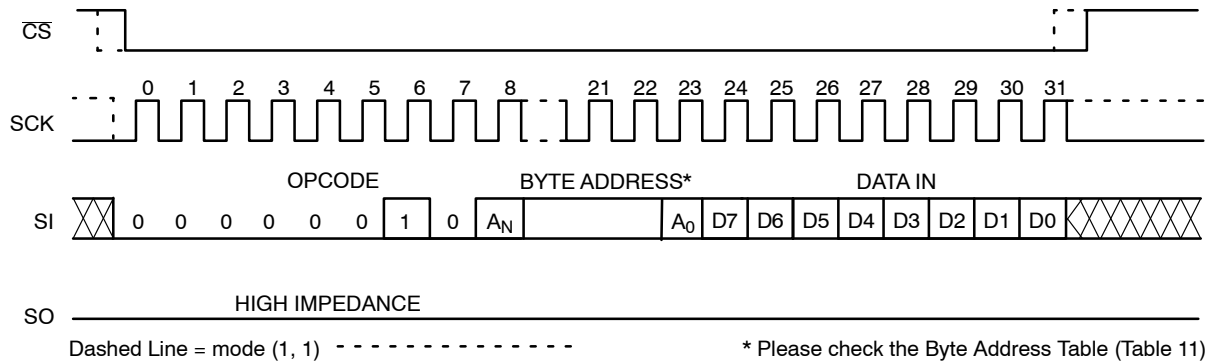 CS
0 1 2 3 4 5 6 7 8 21 22 23 24 25 26 27 28 29 30 31
SCK
OPCODE BYTE ADDRESS* DATA IN
SI 0 0 0 0 0 0 1 0 AN A0 D7 D6 D5 D4 D3 D2 D1 D0
HIGH IMPEDANCE
SO
Dashed Line = mode (1, 1) * Please check the Byte Address Table (Table 11)